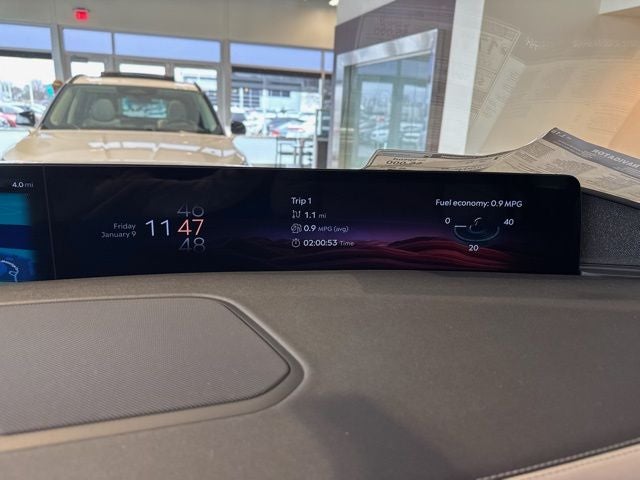 EXIT
4.0 mi
Friday
January 9
46
11 47
48
Trip 1
1.1 mi
0.9 MPG (avg)
02:00:53 Time
Fuel economy: 0.9 MPG
0 40
20